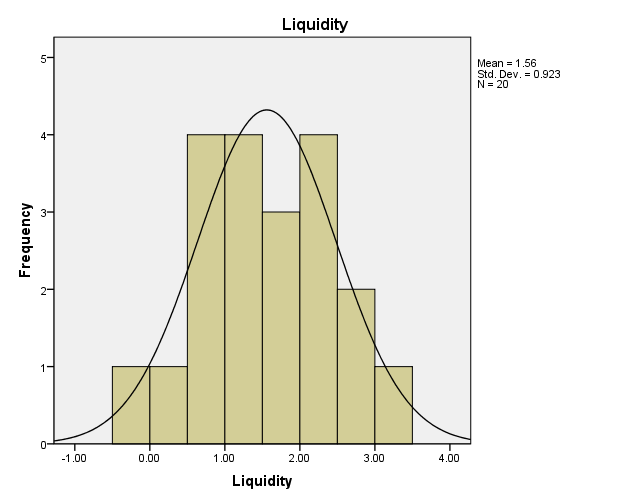 Liquidity
Mean = 1.56
Std. Dev. = 0.923
N = 20
5
4
3
2
1
0
Frequency
-1.00 0.00 1.00 2.00 3.00 4.00
Liquidity